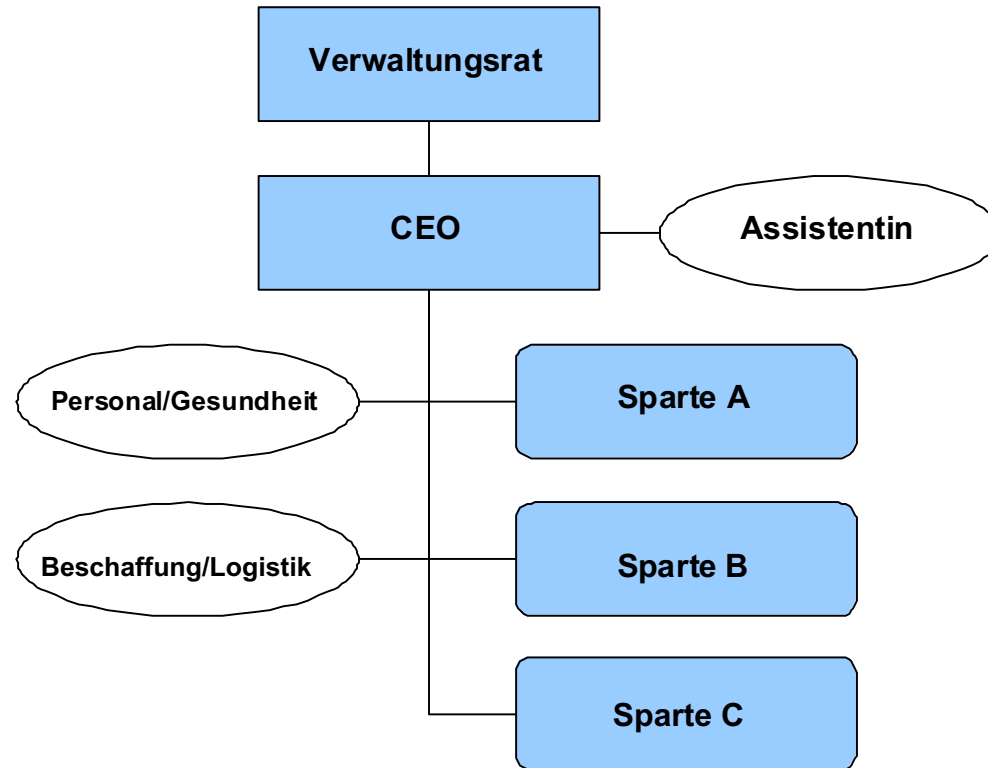 Verwaltungsrat
CEO
Assistentin
Personal/Gesundheit
Sparte A
Beschaffung/Logistik
Sparte B
Sparte C